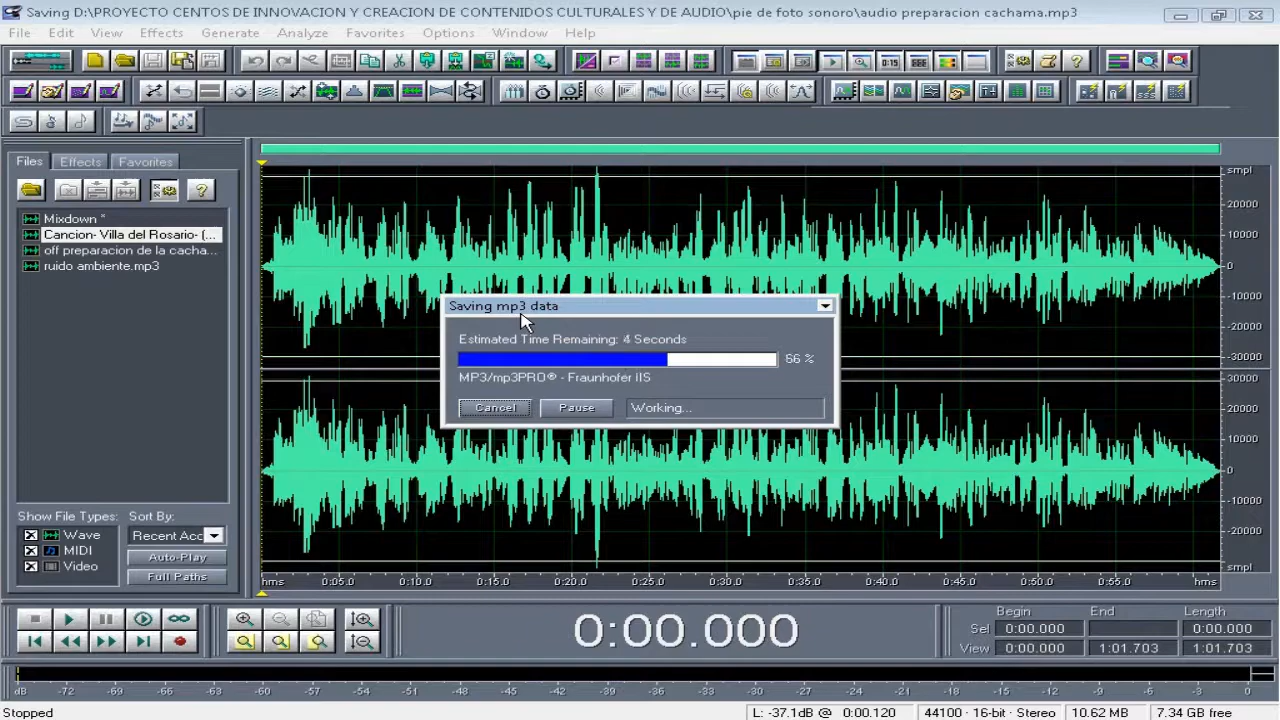 Saving D:\PROYECTO CENTOS DE INNOVACION Y CREACION DE CONTENIDOS CULTURALES Y DE AUDIO\pie de foto sonoro\audio preparacion cachama.mp3
File Edit View Effects Generate Analyze Favorites Options Window Help
0:15
Files Effects Favorites
Mixdown *
Cancion- Villa del Rosario- (...
off preparacion de la cacha...
ruido ambiente.mp3
smpl
20000
10000
0
-10000
-20000
-30000
Saving mp3 data
Estimated Time Remaining: 4 Seconds
66 %
MP3/mp3PRO® - Fraunhofer IIS
Cancel Pause Working...
30000
20000
10000
0
-10000
-20000
smpl
Show File Types: Sort By:
Wave Recent Acc
MIDI
Video
Auto-Play
Full Paths
hms 0:05.0 0:10.0 0:15.0 0:20.0 0:25.0 0:30.0 0:35.0 0:40.0 0:45.0 0:50.0 0:55.0 hms
0:00.000
Begin End Length
Sel 0:00.000 0:00.000
View 0:00.000 1:01.703 1:01.703
dB -72 -69 -66 -63 -60 -57 -54 -51 -48 -45 -42 -39 -36 -33 -30 -27 -24 -21 -18 -15 -12 -9 -6 -3 0
Stopped L: -37.1dB @ 0:00.120 44100 · 16-bit · Stereo 10.62 MB 7.34 GB free